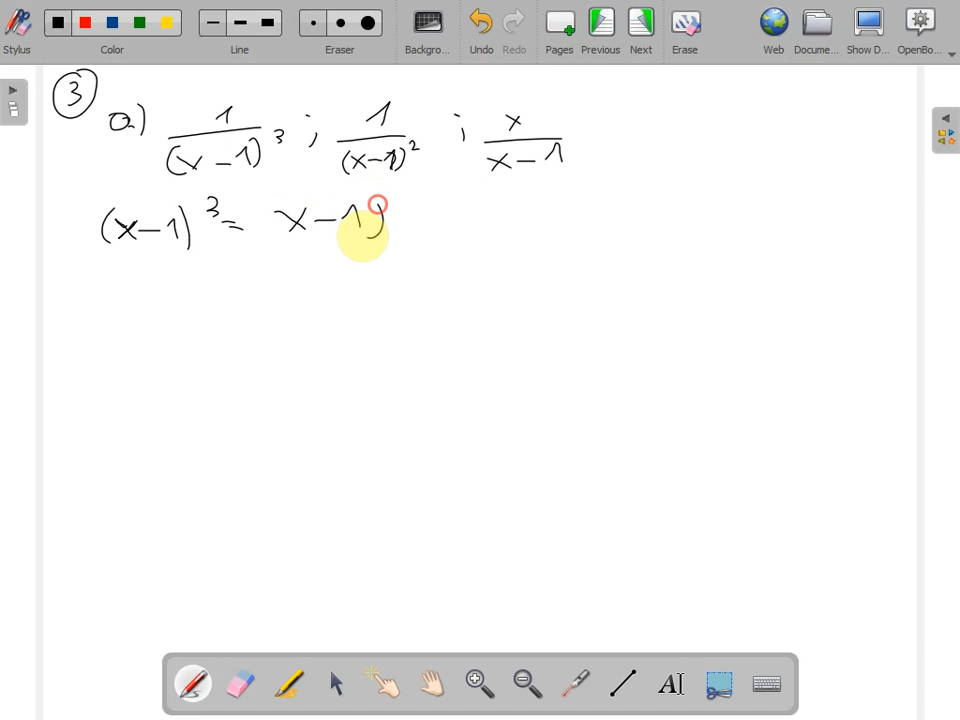 Stylus Color Line Eraser Backgro... Undo Redo Pages Previous Next Erase Web Docume... Show D... OpenBo...
③
a) 1/(x-1)³ ; 1/(x-1)² ; x/(x-1)
(x-1)³ = x-1)